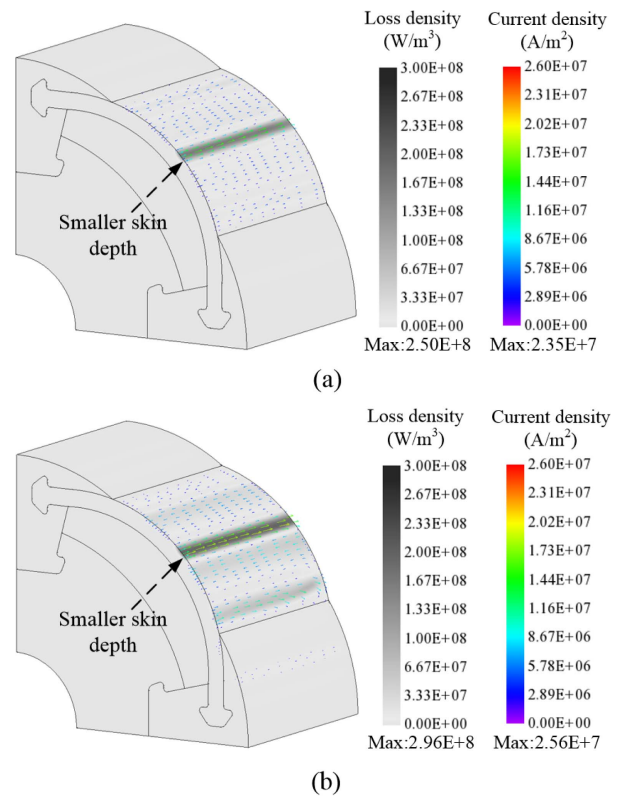 Loss density
(W/m³)
Current density
(A/m²)
3.00E+08
2.67E+08
2.33E+08
2.00E+08
1.67E+08
1.33E+08
1.00E+08
6.67E+07
3.33E+07
0.00E+00
Max:2.50E+8
2.60E+07
2.31E+07
2.02E+07
1.73E+07
1.44E+07
1.16E+07
8.67E+06
5.78E+06
2.89E+06
0.00E+00
Max:2.35E+7
Smaller skin
depth
(a)
Loss density
(W/m³)
Current density
(A/m²)
3.00E+08
2.67E+08
2.33E+08
2.00E+08
1.67E+08
1.33E+08
1.00E+08
6.67E+07
3.33E+07
0.00E+00
Max:2.96E+8
2.60E+07
2.31E+07
2.02E+07
1.73E+07
1.44E+07
1.16E+07
8.67E+06
5.78E+06
2.89E+06
0.00E+00
Max:2.56E+7
Smaller skin
depth
(b)